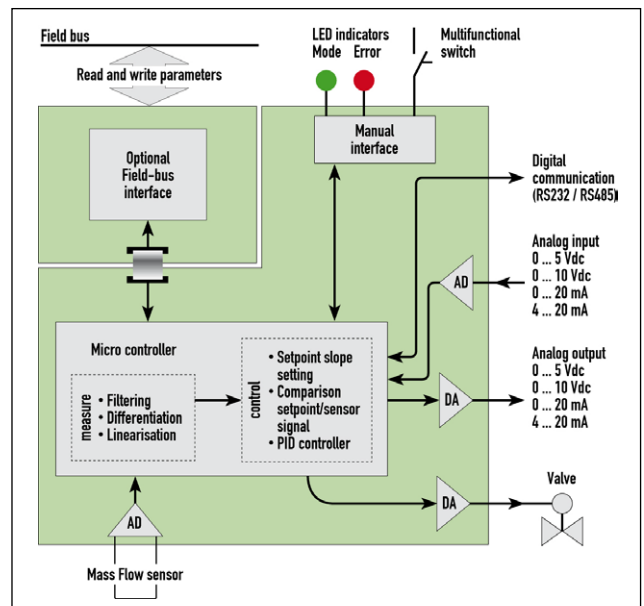 Field bus
Read and write parameters
LED indicators
Mode Error
Multifunctional
switch
Manual
interface
Optional
Field-bus
interface
Digital
communication
(RS232 / RS485)
Analog input
0 ... 5 Vdc
0 ... 10 Vdc
0 ... 20 mA
4 ... 20 mA
AD
Micro controller
measure
• Filtering
• Differentiation
• Linearisation
control
• Setpoint slope
setting
• Comparison
setpoint/sensor
signal
• PID controller
DA
Analog output
0 ... 5 Vdc
0 ... 10 Vdc
0 ... 20 mA
4 ... 20 mA
DA
Valve
AD
Mass Flow sensor